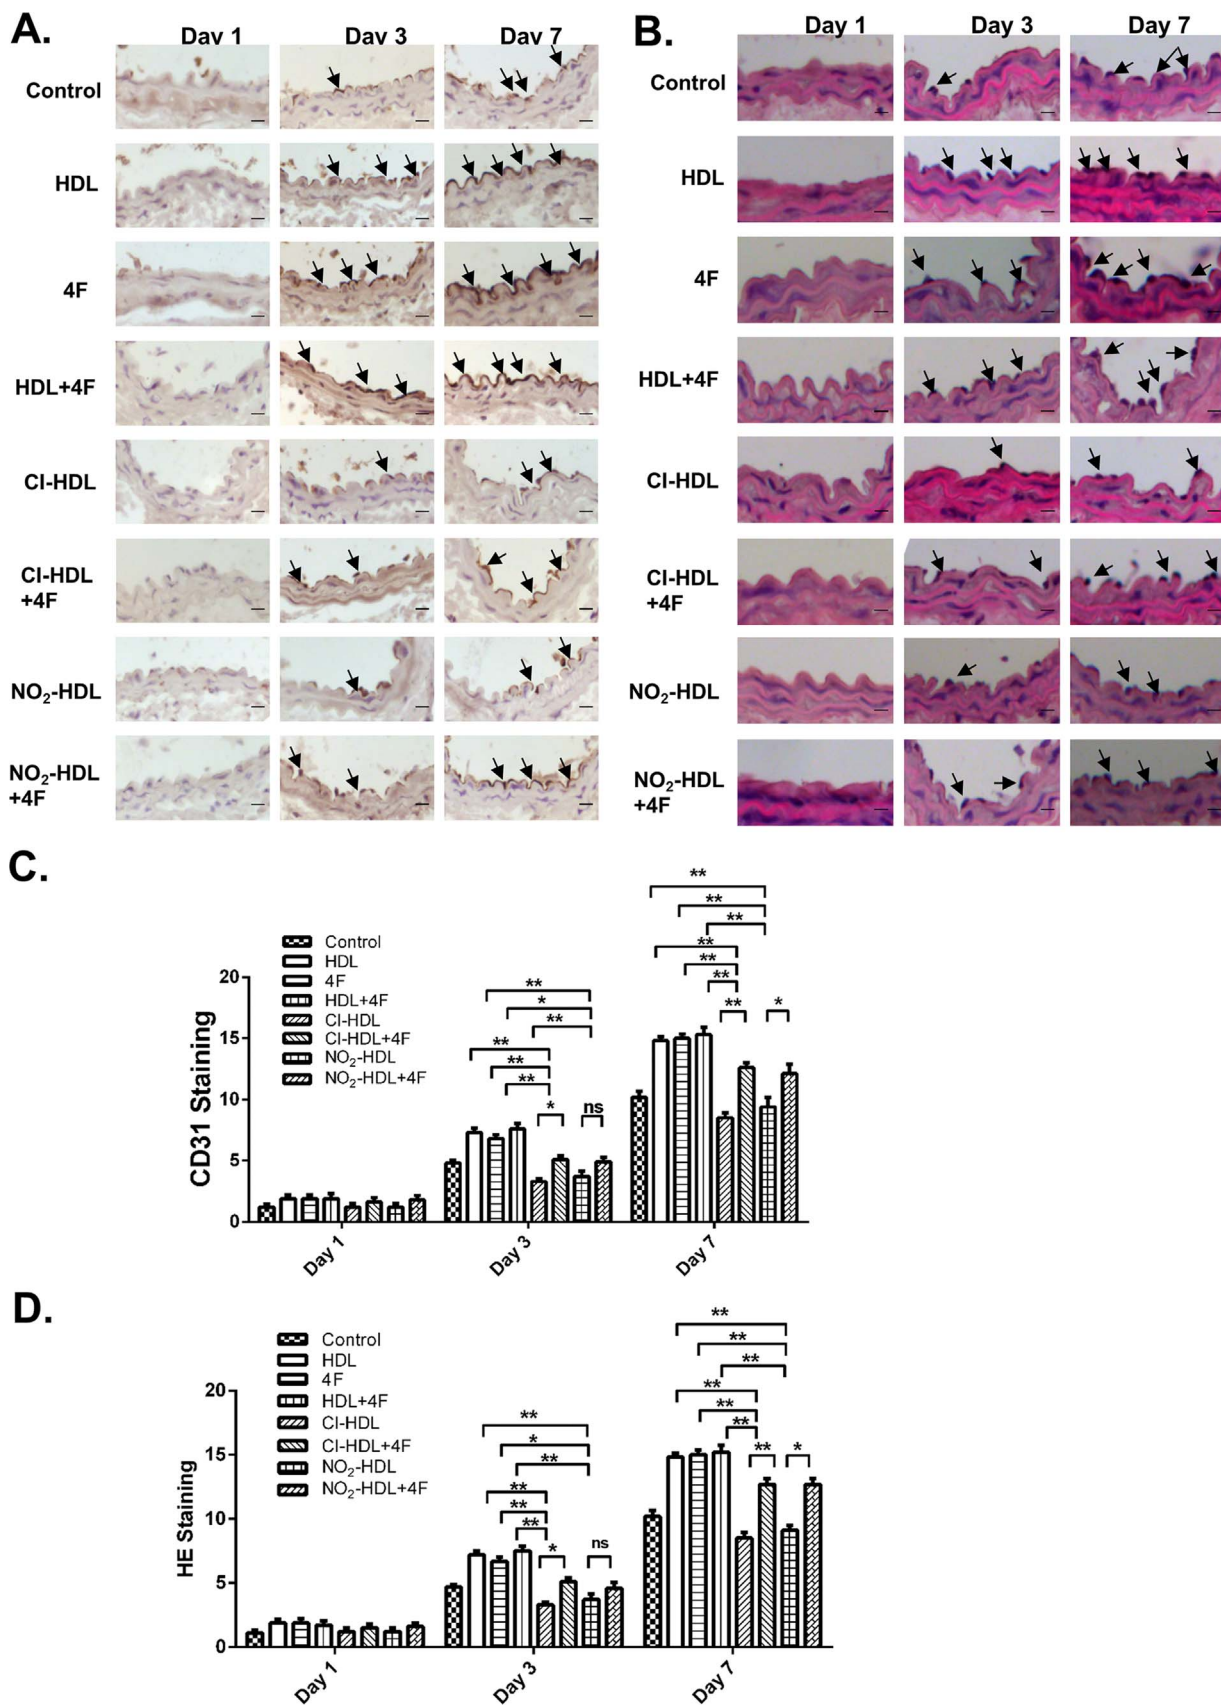 A.
Day 1 Day 3 Day 7
Control
HDL
4F
HDL+4F
Cl-HDL
Cl-HDL
+4F
NO₂-HDL
NO₂-HDL
+4F
B.
Day 1 Day 3 Day 7
Control
HDL
4F
HDL+4F
Cl-HDL
Cl-HDL
+4F
NO₂-HDL
NO₂-HDL
+4F
C.
Control
HDL
4F
HDL+4F
Cl-HDL
Cl-HDL+4F
NO₂-HDL
NO₂-HDL+4F
CD31 Staining
20
15
10
5
0
**
*
**
**
**
**
*
ns
**
**
**
**
**
**
**
*
Day 1 Day 3 Day 7
D.
Control
HDL
4F
HDL+4F
Cl-HDL
Cl-HDL+4F
NO₂-HDL
NO₂-HDL+4F
HE Staining
20
15
10
5
0
**
*
**
**
**
**
*
ns
**
**
**
**
**
**
**
*
Day 1 Day 3 Day 7